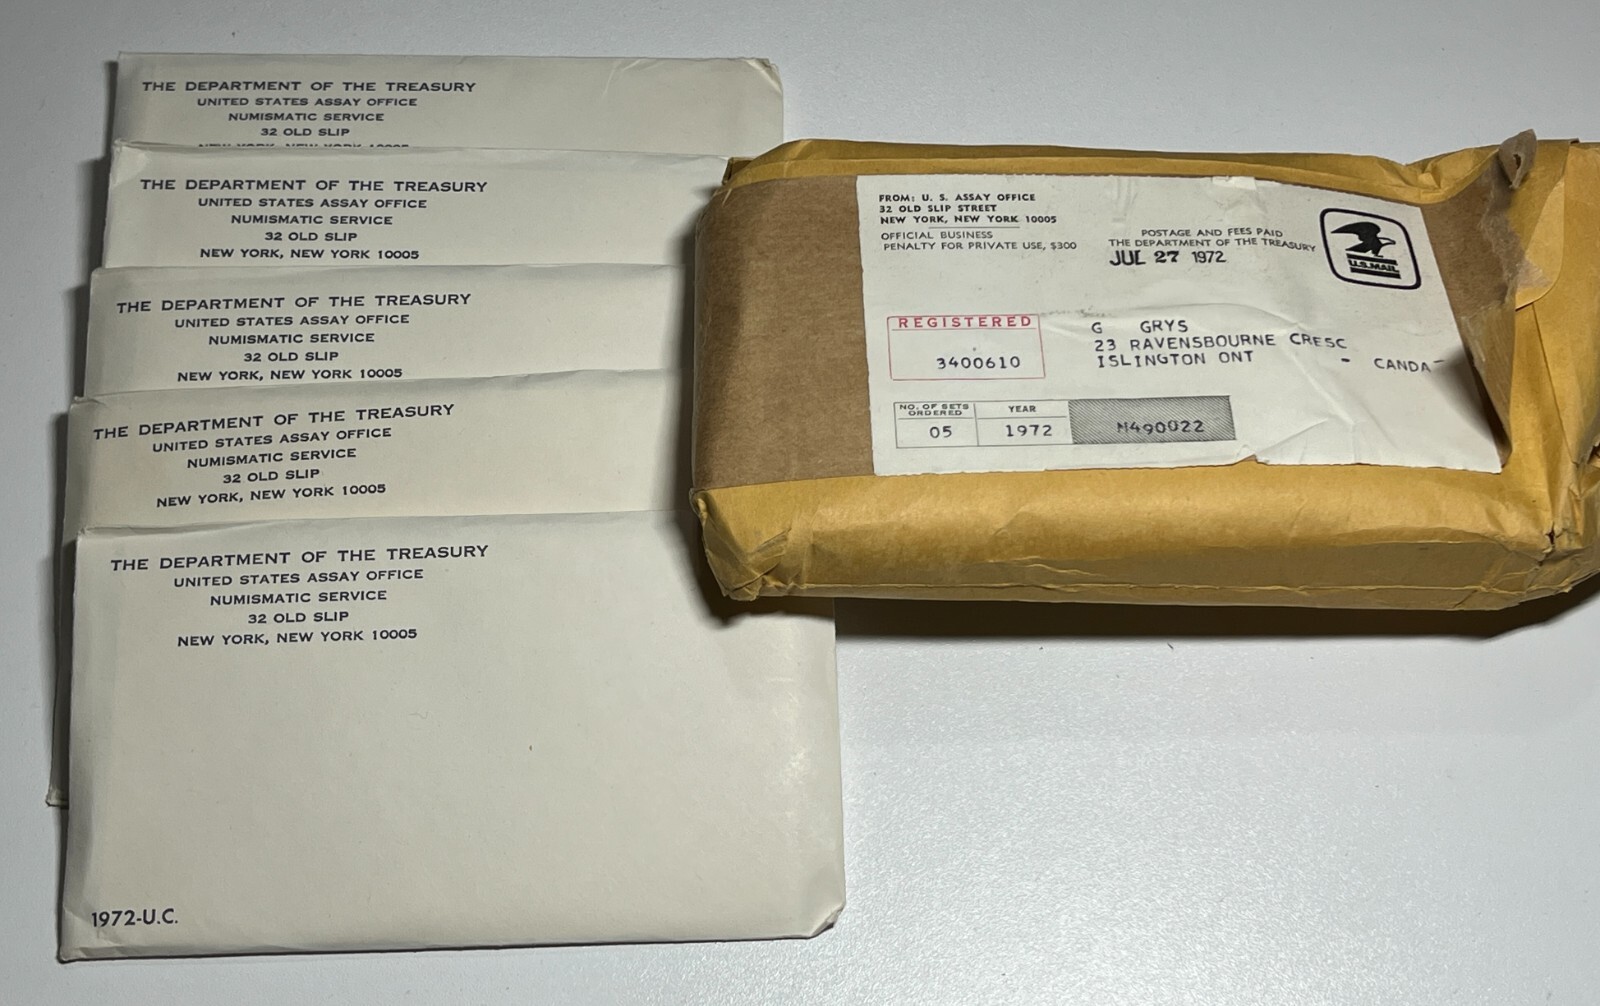 THE DEPARTMENT OF THE TREASURY
UNITED STATES ASSAY OFFICE
NUMISMATIC SERVICE
32 OLD SLIP
NEW YORK, NEW YORK 10005
THE DEPARTMENT OF THE TREASURY
UNITED STATES ASSAY OFFICE
NUMISMATIC SERVICE
32 OLD SLIP
NEW YORK, NEW YORK 10005
THE DEPARTMENT OF THE TREASURY
UNITED STATES ASSAY OFFICE
NUMISMATIC SERVICE
32 OLD SLIP
NEW YORK, NEW YORK 10005
THE DEPARTMENT OF THE TREASURY
UNITED STATES ASSAY OFFICE
NUMISMATIC SERVICE
32 OLD SLIP
NEW YORK, NEW YORK 10005
THE DEPARTMENT OF THE TREASURY
UNITED STATES ASSAY OFFICE
NUMISMATIC SERVICE
32 OLD SLIP
NEW YORK, NEW YORK 10005
1972-U.C.
FROM: U. S. ASSAY OFFICE
32 OLD SLIP STREET
NEW YORK, NEW YORK 10005
OFFICIAL BUSINESS
PENALTY FOR PRIVATE USE, $300
POSTAGE AND FEES PAID
THE DEPARTMENT OF THE TREASURY
JUL 27 1972
U.S.MAIL
REGISTERED
3400610
G GRYS
23 RAVENSBOURNE CRESC
ISLINGTON ONT - CANDA
NO. OF SETS ORDERED
05
YEAR
1972
M490022